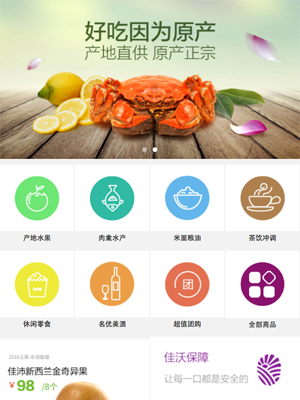 好吃因为原产
产地直供 原产正宗
产地水果
肉禽水产
米面粮油
茶饮冲调
团
休闲零食
名优美酒
超值团购
全部商品
佳沛新西兰金奇异果
¥98 /8个
佳沃保障
让每一口都是安全的